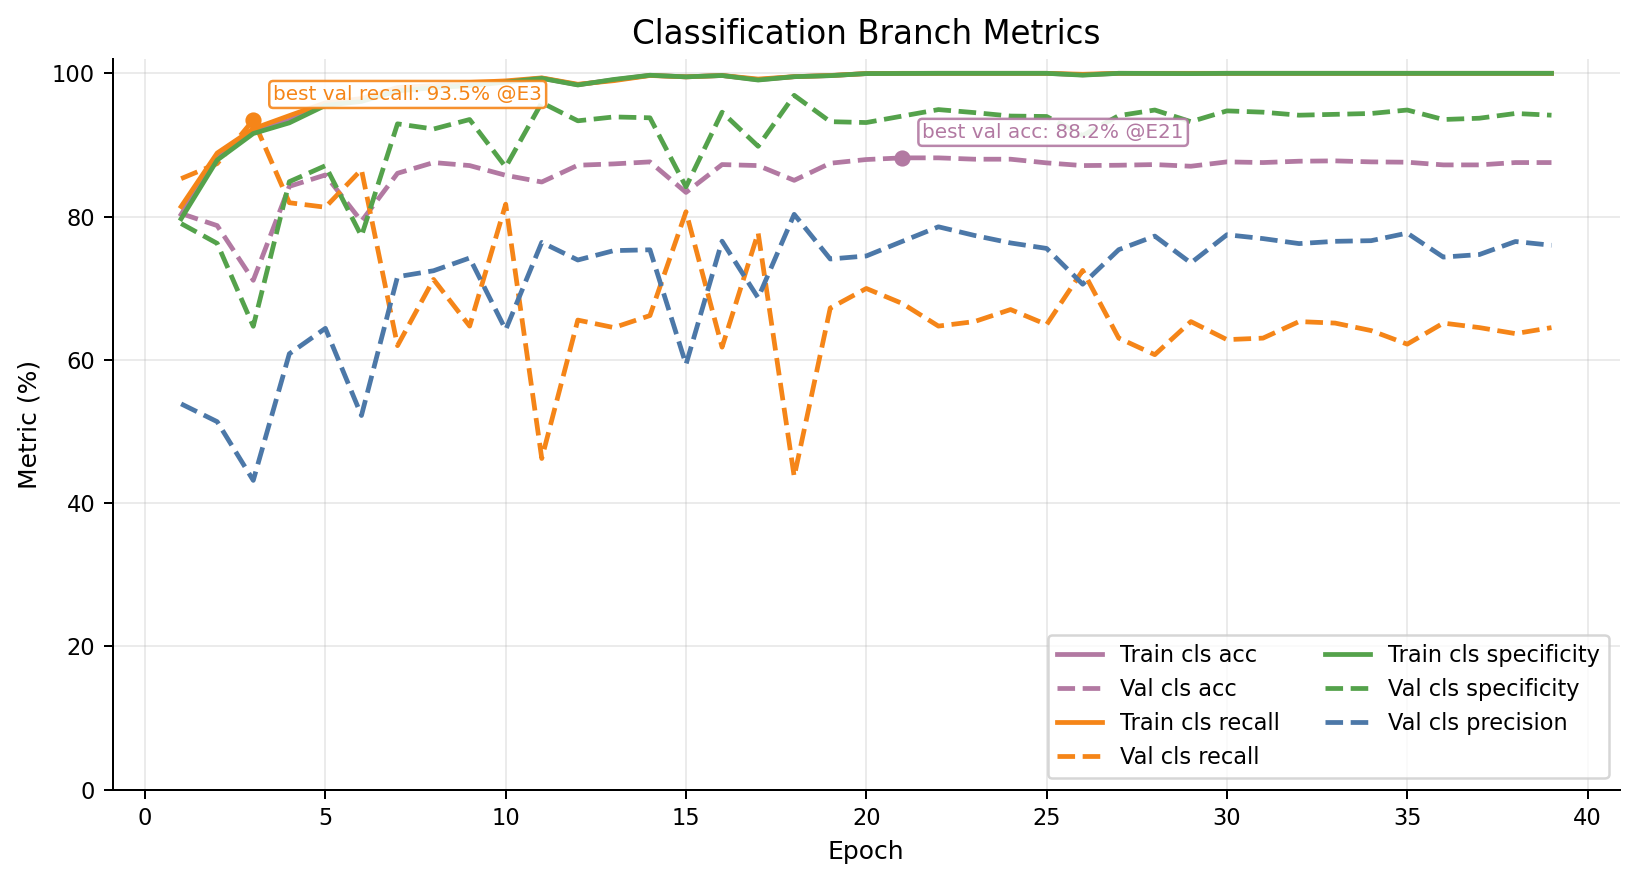 Classification Branch Metrics
100
80
60
40
20
0
Metric (%)
best val recall: 93.5% @E3
best val acc: 88.2% @E21
Train cls acc
Val cls acc
Train cls recall
Val cls recall
Train cls specificity
Val cls specificity
Val cls precision
0 5 10 15 20 25 30 35 40
Epoch